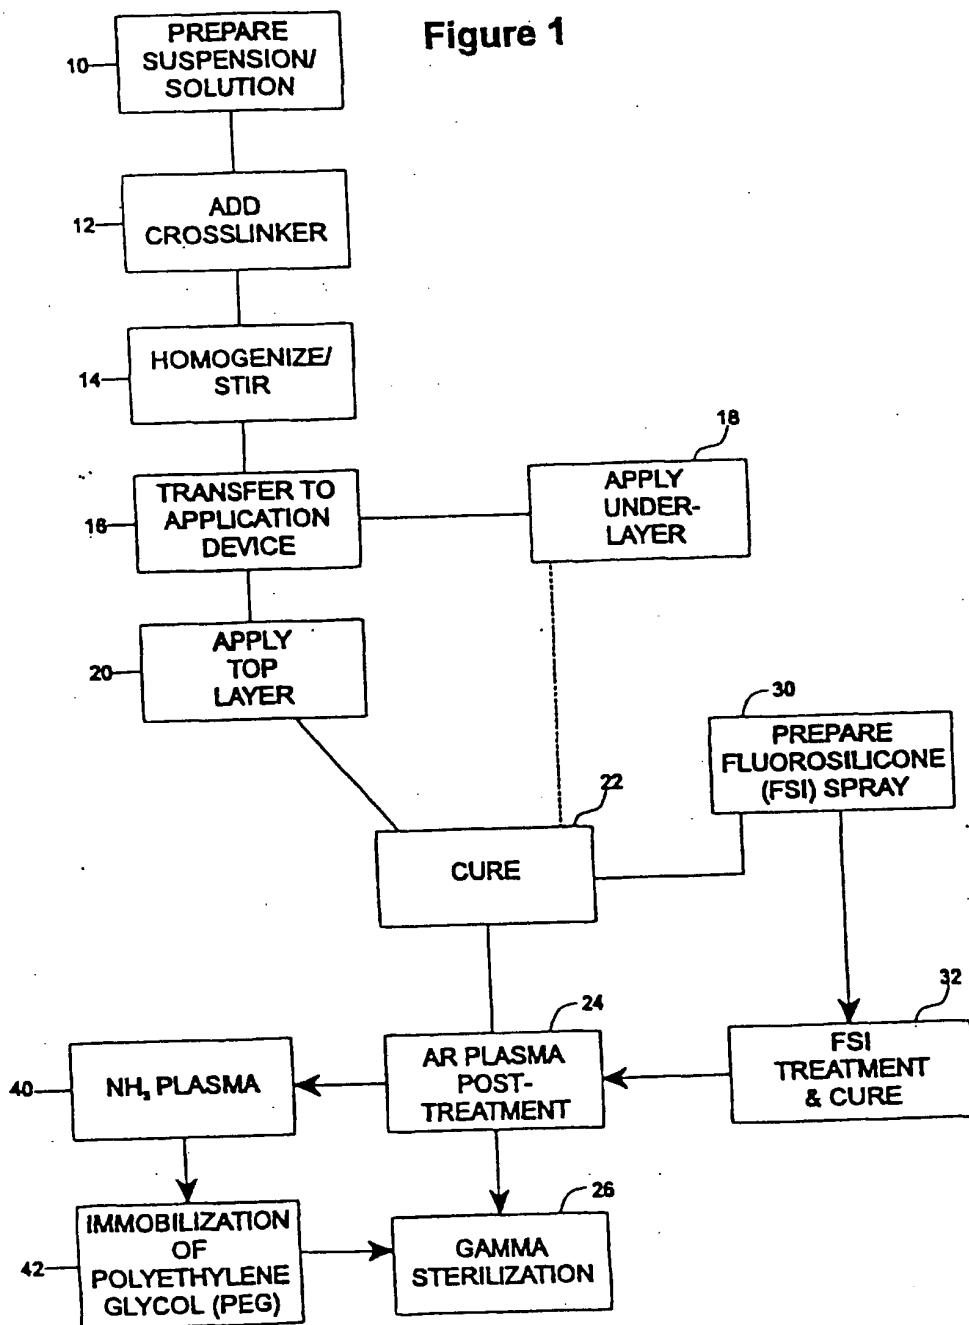 Figure 1
PREPARE
SUSPENSION/
SOLUTION
10
ADD
CROSSLINKER
12
HOMOGENIZE/
STIR
14
TRANSFER TO
APPLICATION
DEVICE
16
18
APPLY
UNDER-
LAYER
APPLY
TOP
LAYER
20
30
PREPARE
FLUOROSILICONE
(FSI) SPRAY
22
CURE
24
AR PLASMA
POST-
TREATMENT
32
FSI
TREATMENT
& CURE
40
NH₃ PLASMA
26
GAMMA
STERILIZATION
42
IMMOBILIZATION
OF
POLYETHYLENE
GLYCOL (PEG)